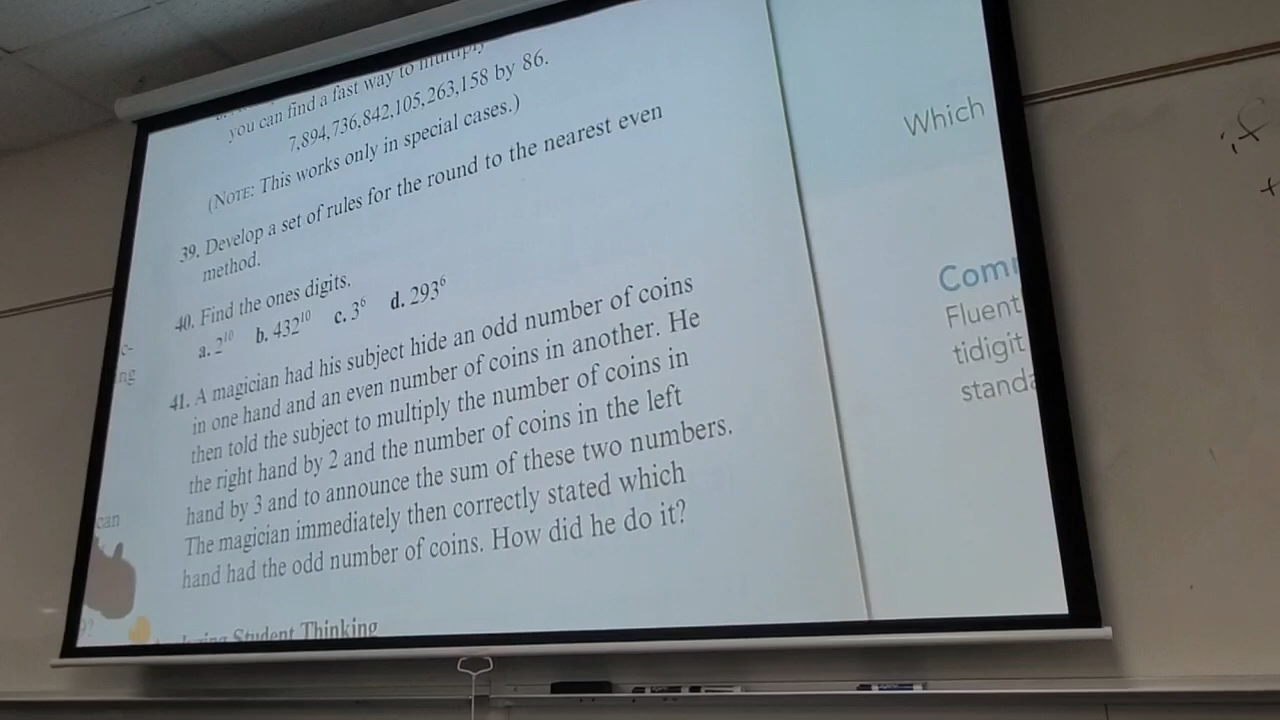 you can find a fast way to multiply
7,894,736,842,105,263,158 by 86.
(NOTE: This works only in special cases.)
39. Develop a set of rules for the round to the nearest even
method.
40. Find the ones digits.
a. 2¹⁰ b. 432¹⁰ c. 3⁶ d. 293⁶
41. A magician had his subject hide an odd number of coins
in one hand and an even number of coins in another. He
then told the subject to multiply the number of coins in
the right hand by 2 and the number of coins in the left
hand by 3 and to announce the sum of these two numbers.
The magician immediately then correctly stated which
hand had the odd number of coins. How did he do it?
Student Thinking
c-
ng
can
Which
Com
Fluent
tidigit
standa
if
+